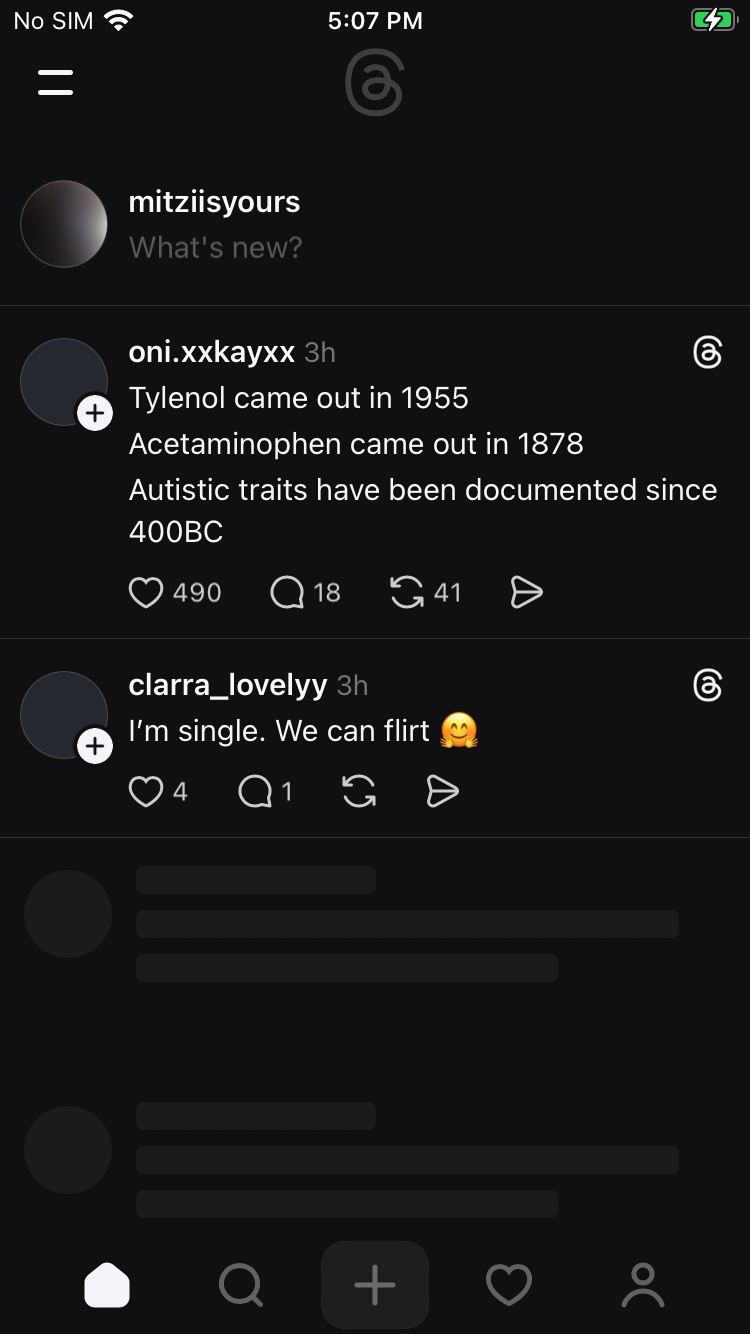 No SIM 5:07 PM
mitziisyours
What's new?
oni.xxkayxx 3h
Tylenol came out in 1955
Acetaminophen came out in 1878
Autistic traits have been documented since
400BC
490 18 41
clarra_lovelyy 3h
I’m single. We can flirt 🤗
4 1